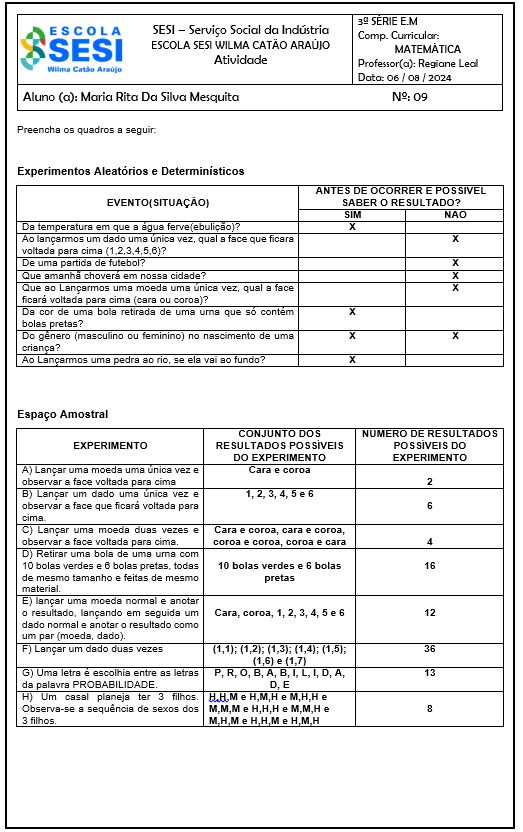 ESCOLA
SESI
Wilma Catão Araújo
SESI – Serviço Social da Indústria
ESCOLA SESI WILMA CATÃO ARAÚJO
Atividade
3ª SÉRIE E.M
Comp. Curricular:
MATEMÁTICA
Professor(a): Regiane Leal
Data: 06 / 08 / 2024
Aluno (a): Maria Rita Da Silva Mesquita Nº: 09
Preencha os quadros a seguir:
Experimentos Aleatórios e Determinísticos
EVENTO(SITUAÇÃO)
ANTES DE OCORRER É POSSÍVEL
SABER O RESULTADO?
SIM NÃO
Da temperatura em que a água ferve(ebulição)? X
Ao lançarmos um dado uma única vez, qual a face que ficara
voltada para cima (1,2,3,4,5,6)? X
De uma partida de futebol? X
Que amanhã choverá em nossa cidade? X
Que ao Lançarmos uma moeda uma única vez, qual a face
ficará voltada para cima (cara ou coroa)? X
Da cor de uma bola retirada de uma urna que só contém
bolas pretas? X
Do gênero (masculino ou feminino) no nascimento de uma
criança? X X
Ao Lançarmos uma pedra ao rio, se ela vai ao fundo? X
Espaço Amostral
EXPERIMENTO
CONJUNTO DOS
RESULTADOS POSSÍVEIS
DO EXPERIMENTO
NÚMERO DE RESULTADOS
POSSÍVEIS DO
EXPERIMENTO
A) Lançar uma moeda uma única vez e
observar a face voltada para cima
Cara e coroa
2
B) Lançar um dado uma única vez e
observar a face que ficará voltada para
cima.
1, 2, 3, 4, 5 e 6
6
C) Lançar uma moeda duas vezes e
observar a face voltada para cima.
Cara e coroa, cara e coroa,
coroa e coroa, coroa e cara
4
D) Retirar uma bola de uma urna com
10 bolas verdes e 6 bolas pretas, todas
de mesmo tamanho e feitas de mesmo
material.
10 bolas verdes e 6 bolas
pretas
16
E) lançar uma moeda normal e anotar
o resultado, lançando em seguida um
dado normal e anotar o resultado como
um par (moeda, dado).
Cara, coroa, 1, 2, 3, 4, 5 e 6
12
F) Lançar um dado duas vezes
(1,1); (1,2); (1,3); (1,4); (1,5);
(1,6) e (1,7)
36
G) Uma letra é escolhia entre as letras
da palavra PROBABILIDADE.
P, R, O, B, A, B, I, L, I, D, A,
D, E
13
H) Um casal planeja ter 3 filhos.
Observa-se a sequência de sexos dos
3 filhos.
H,H,M e H,M,H e M,H,H e
M,M,M e H,H,H e M,M,H e
M,H,M e H,H,M e H,M,H
8